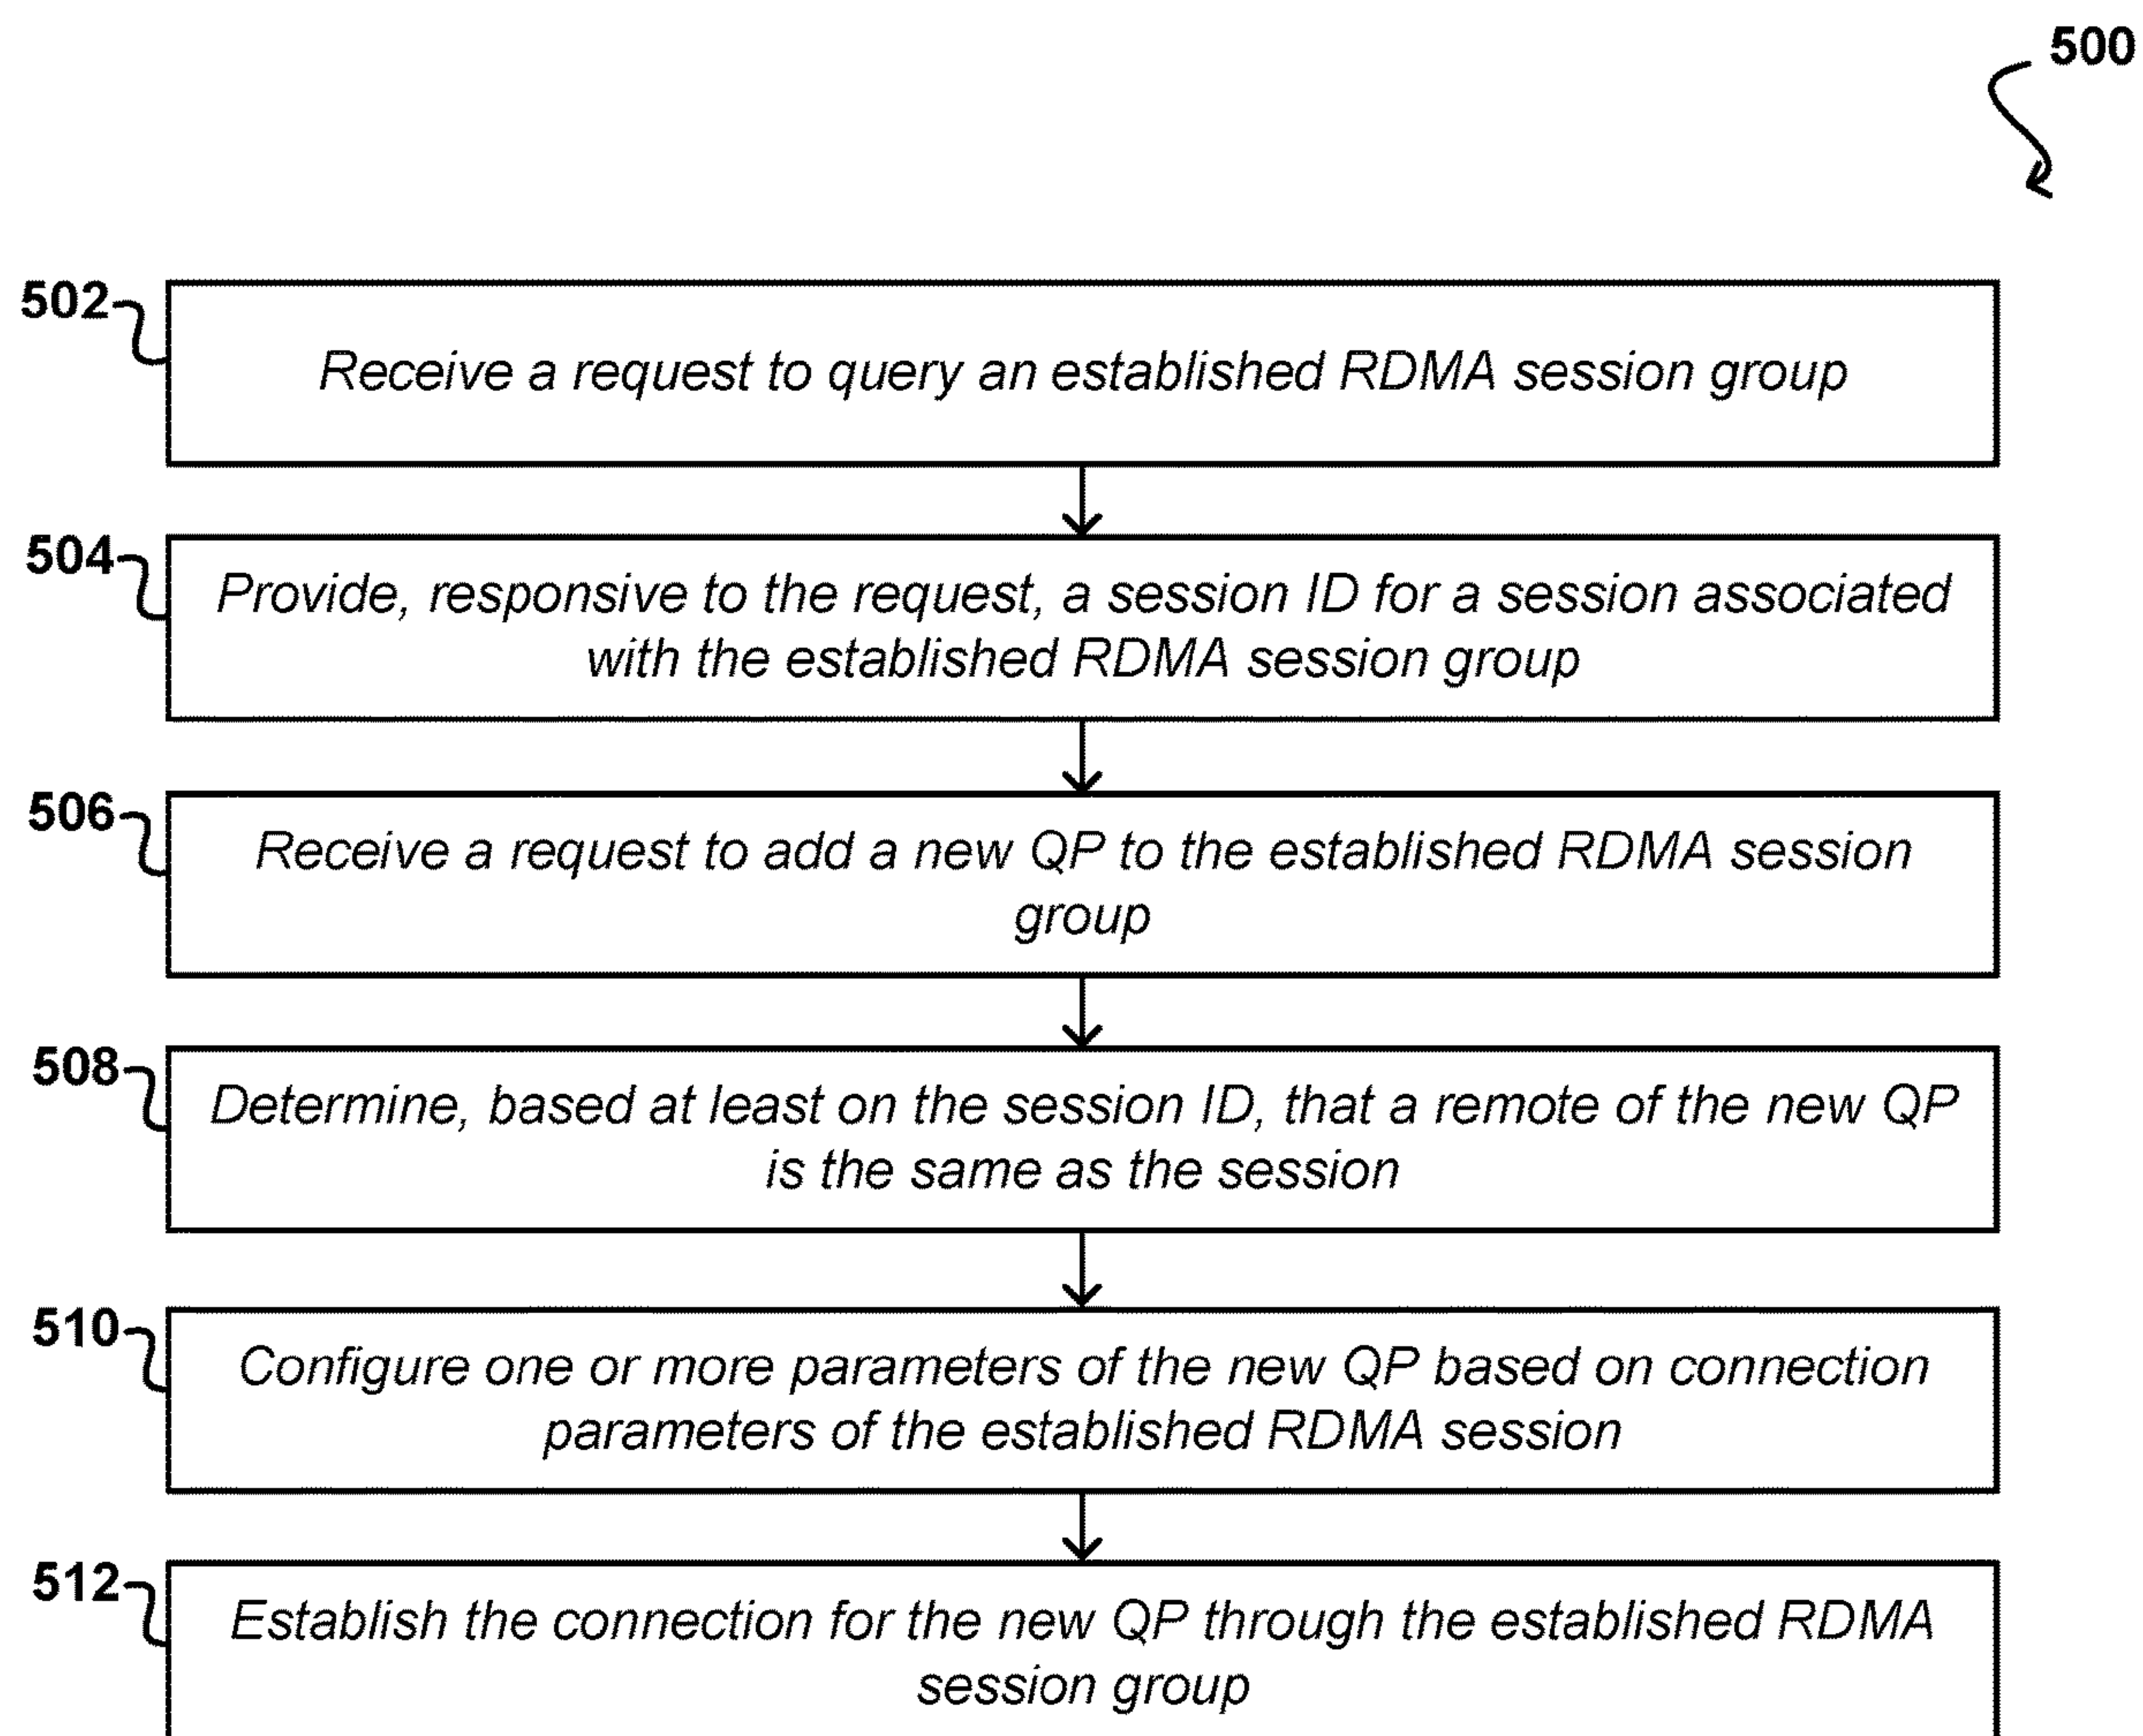 500
502
Receive a request to query an established RDMA session group
504
Provide, responsive to the request, a session ID for a session associated
with the established RDMA session group
506
Receive a request to add a new QP to the established RDMA session
group
508
Determine, based at least on the session ID, that a remote of the new QP
is the same as the session
510
Configure one or more parameters of the new QP based on connection
parameters of the established RDMA session
512
Establish the connection for the new QP through the established RDMA
session group